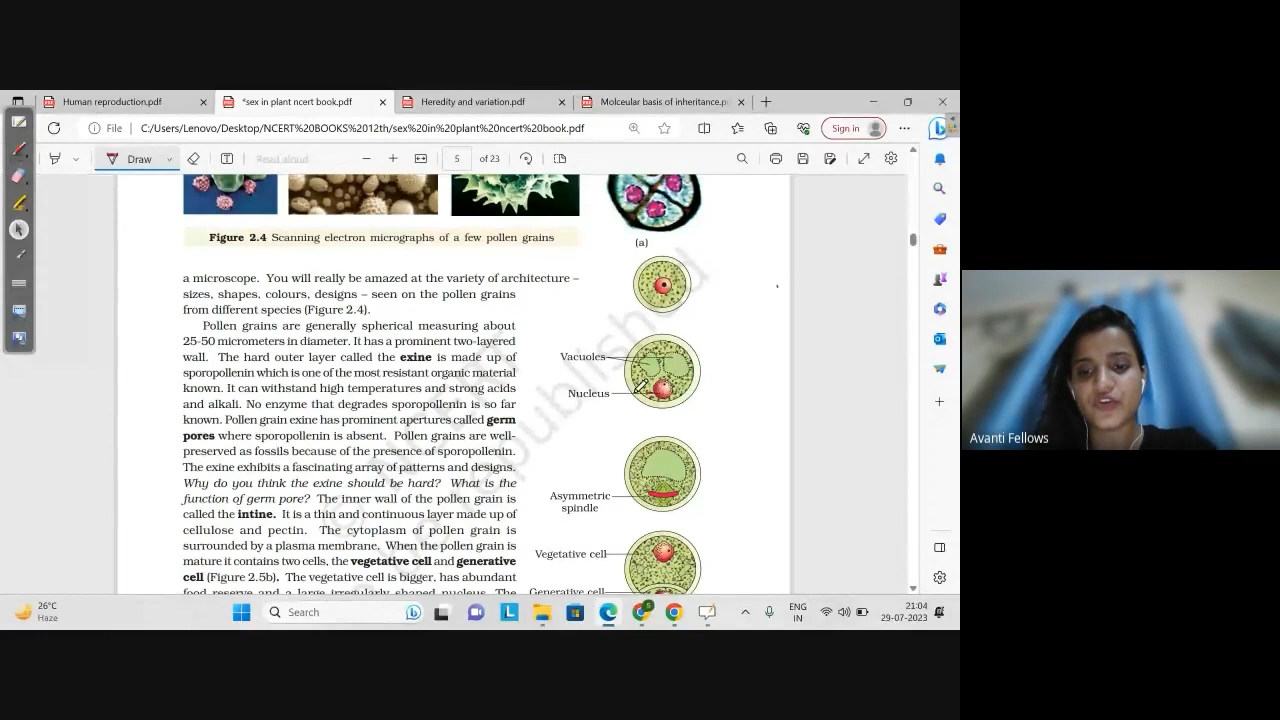 Human reproduction.pdf
*sex in plant ncert book.pdf
Heredity and variation.pdf
Molceular basis of inheritance.p
File
C:/Users/Lenovo/Desktop/NCERT%20BOOKS%2012th/sex%20in%20plant%20ncert%20book.pdf
Sign in
Draw
Read aloud
5 of 23
(a)
Figure 2.4 Scanning electron micrographs of a few pollen grains
a microscope. You will really be amazed at the variety of architecture –
sizes, shapes, colours, designs – seen on the pollen grains
from different species (Figure 2.4).
Pollen grains are generally spherical measuring about
25-50 micrometers in diameter. It has a prominent two-layered
wall. The hard outer layer called the exine is made up of
sporopollenin which is one of the most resistant organic material
known. It can withstand high temperatures and strong acids
and alkali. No enzyme that degrades sporopollenin is so far
known. Pollen grain exine has prominent apertures called germ
pores where sporopollenin is absent. Pollen grains are well-
preserved as fossils because of the presence of sporopollenin.
The exine exhibits a fascinating array of patterns and designs.
Why do you think the exine should be hard? What is the
function of germ pore? The inner wall of the pollen grain is
called the intine. It is a thin and continuous layer made up of
cellulose and pectin. The cytoplasm of pollen grain is
surrounded by a plasma membrane. When the pollen grain is
mature it contains two cells, the vegetative cell and generative
cell (Figure 2.5b). The vegetative cell is bigger, has abundant
food reserve and a large irregularly shaped nucleus. The
Vacuoles
Nucleus
Asymmetric
spindle
Vegetative cell
Generative cell
Avanti Fellows
26°C
Haze
Search
ENG
IN
21:04
29-07-2023